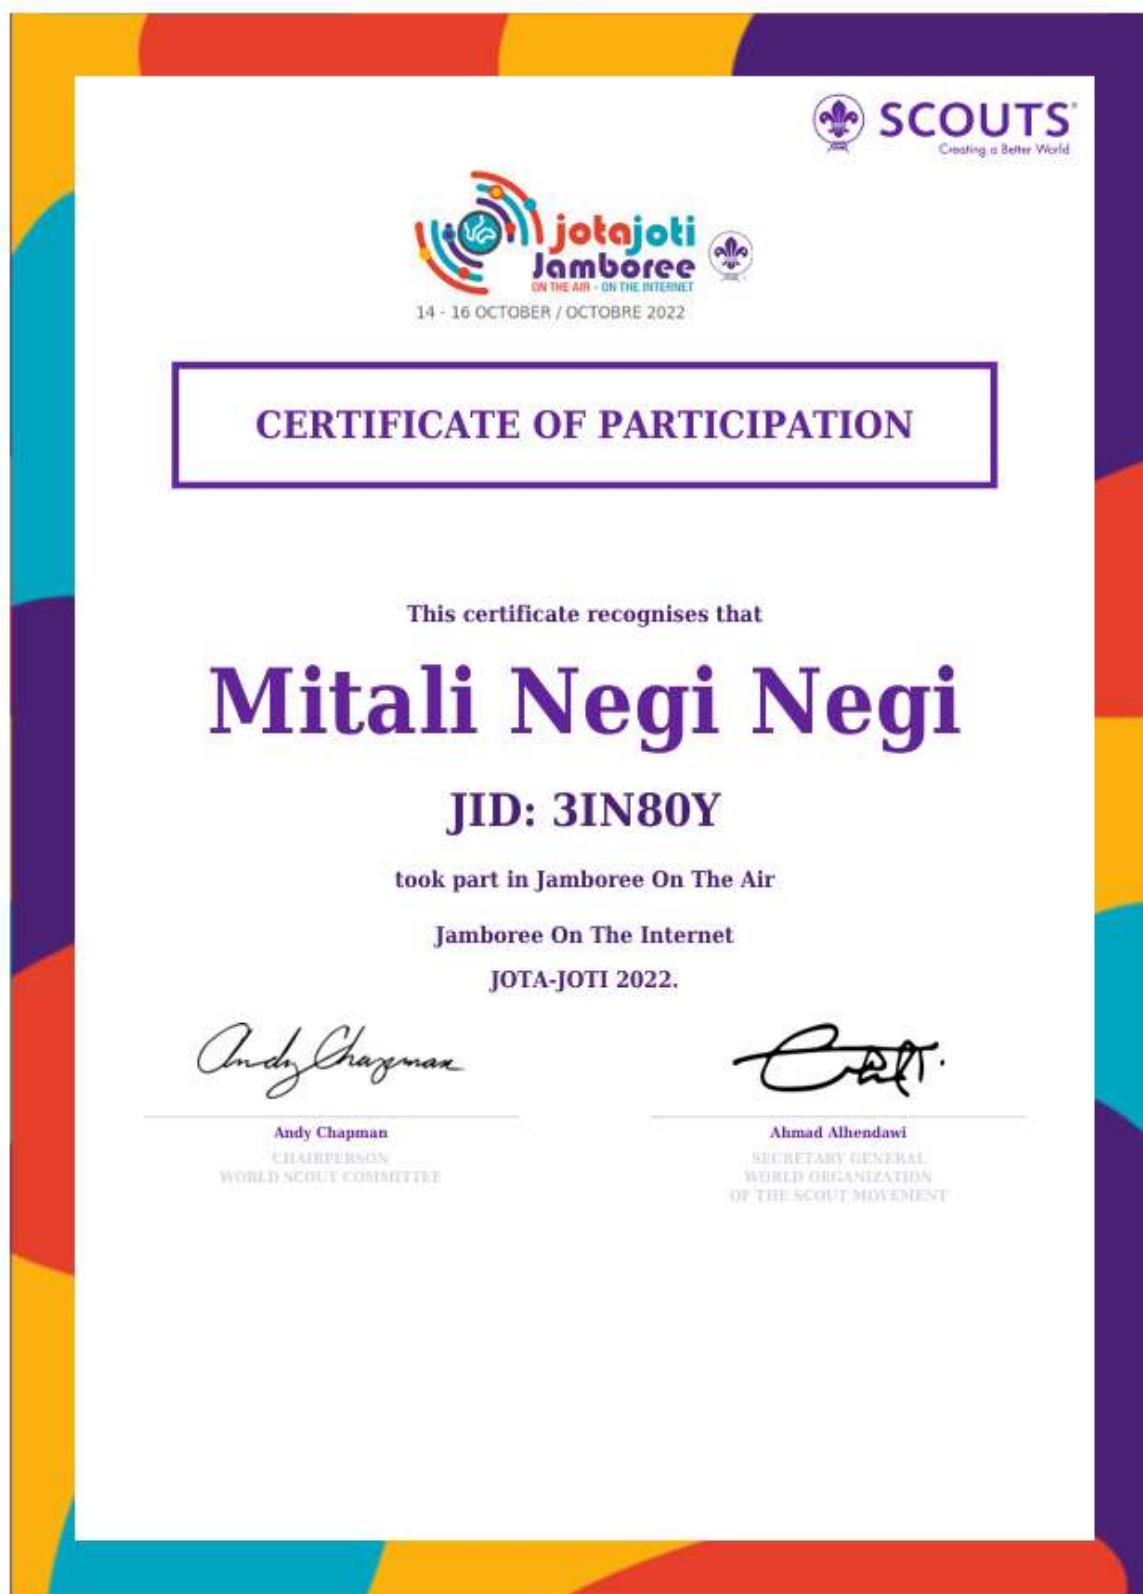 SCOUTS®
Creating a Better World
jotajoti
Jamboree
ON THE AIR - ON THE INTERNET
14 - 16 OCTOBER / OCTOBRE 2022
CERTIFICATE OF PARTICIPATION
This certificate recognises that
Mitali Negi Negi
JID: 3IN80Y
took part in Jamboree On The Air
Jamboree On The Internet
JOTA-JOTI 2022.
Andy Chapman
Andy Chapman
CHAIRPERSON
WORLD SCOUT COMMITTEE
Ahmad Alhendawi
SECRETARY GENERAL
WORLD ORGANIZATION
OF THE SCOUT MOVEMENT